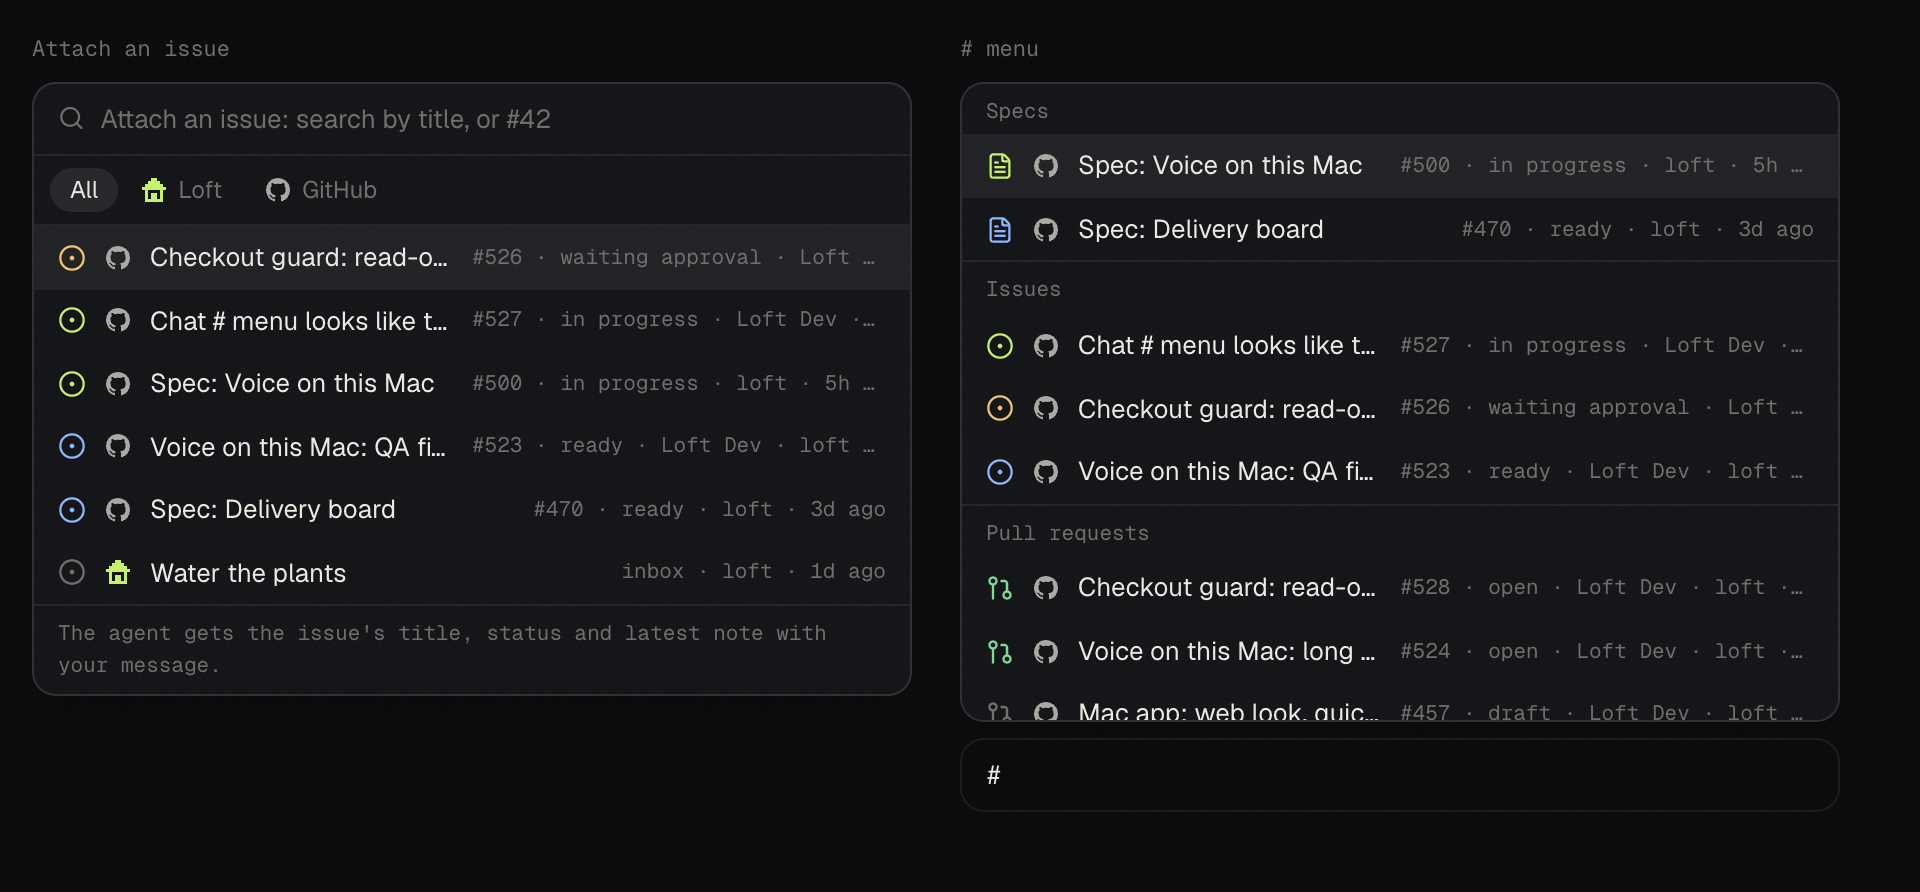 Attach an issue
Attach an issue: search by title, or #42
All Loft GitHub
Checkout guard: read-o… #526 · waiting approval · Loft …
Chat # menu looks like t… #527 · in progress · Loft Dev ·…
Spec: Voice on this Mac #500 · in progress · loft · 5h …
Voice on this Mac: QA fi… #523 · ready · Loft Dev · loft …
Spec: Delivery board #470 · ready · loft · 3d ago
Water the plants inbox · loft · 1d ago
The agent gets the issue's title, status and latest note with
your message.
# menu
Specs
Spec: Voice on this Mac #500 · in progress · loft · 5h …
Spec: Delivery board #470 · ready · loft · 3d ago
Issues
Chat # menu looks like t… #527 · in progress · Loft Dev ·…
Checkout guard: read-o… #526 · waiting approval · Loft …
Voice on this Mac: QA fi… #523 · ready · Loft Dev · loft …
Pull requests
Checkout guard: read-o… #528 · open · Loft Dev · loft ·…
Voice on this Mac: long … #524 · open · Loft Dev · loft ·…
Mac app: web look, quic… #457 · draft · Loft Dev · loft …
#